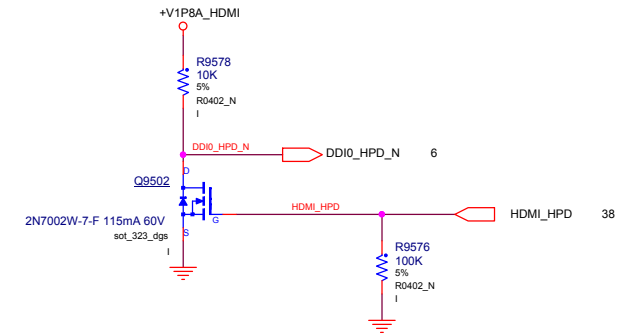 +V1P8A_HDMI
R9578
10K
5%
R0402_N
I
DDI0_HPD_N
DDI0_HPD_N 6
D
Q9502
HDMI_HPD
HDMI_HPD 38
G
2N7002W-7-F 115mA 60V
S
sot_323_dgs
I
R9576
100K
5%
R0402_N
I